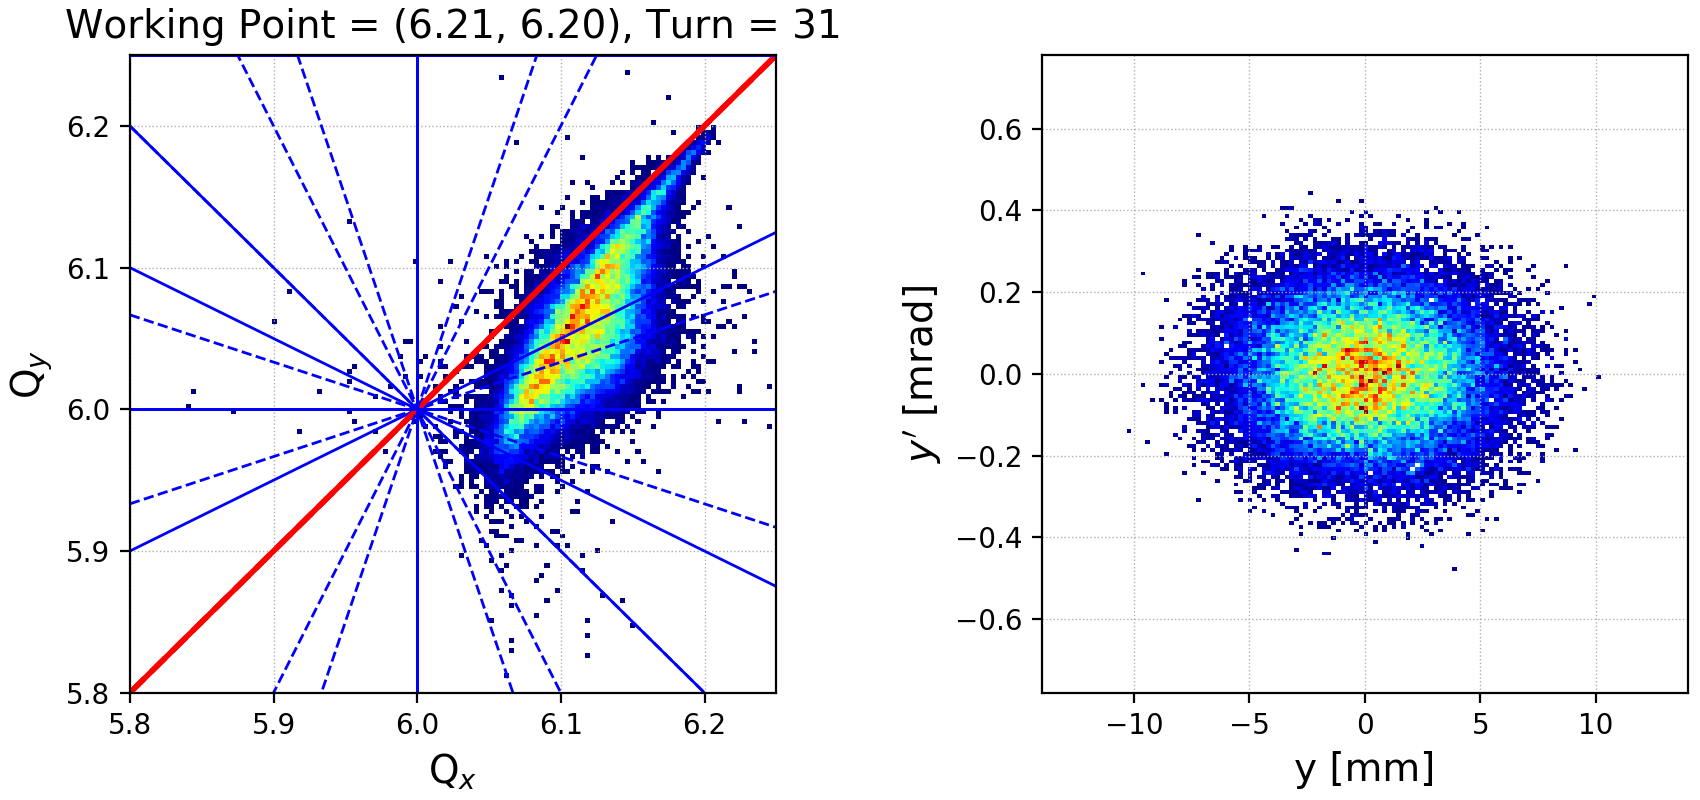 Working Point = (6.21, 6.20), Turn = 31
6.2
6.1
6.0
5.9
5.8
Q_y
5.8 5.9 6.0 6.1 6.2
Q_x
0.6
0.4
0.2
0.0
−0.2
−0.4
−0.6
y′ [mrad]
−10 −5 0 5 10
y [mm]